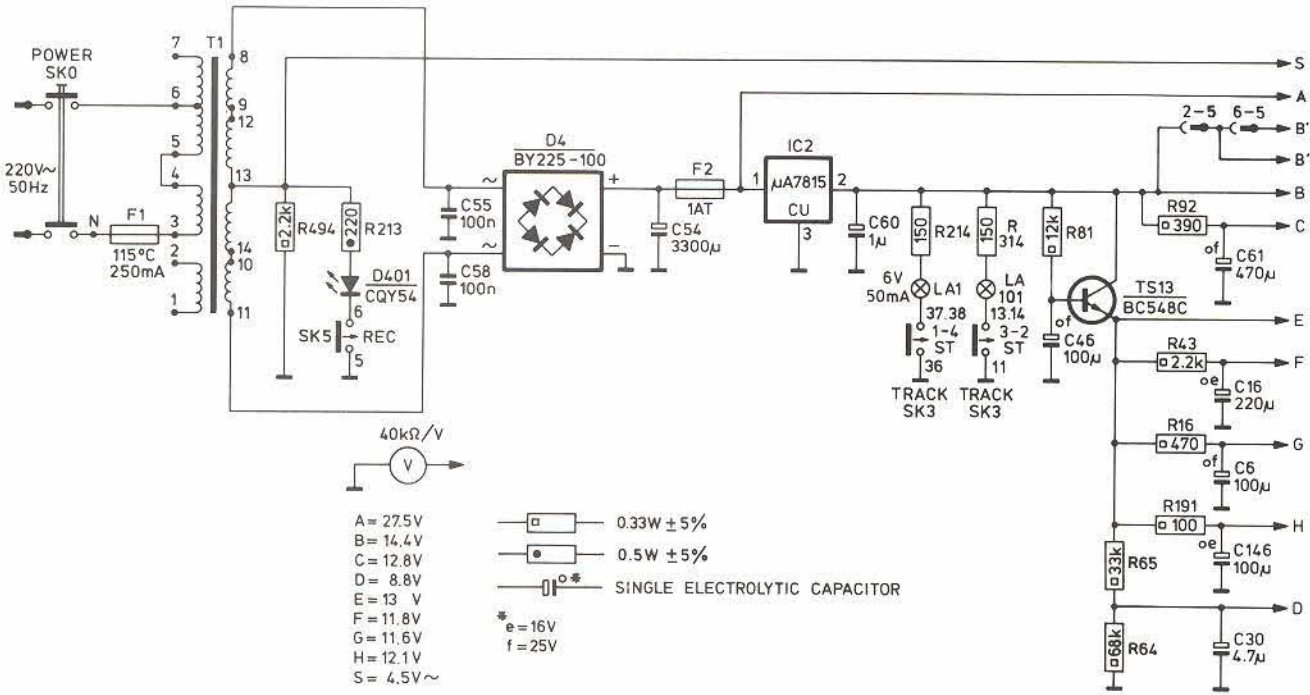 POWER
SK0
220V~
50Hz
N
F1
115°C
250mA
7
6
5
4
3
2
1
T1
8
9
12
13
14
10
11
2.2k
R494
220
R213
D401
CQY54
6
SK5
REC
5
C55
100n
C58
100n
~
~
D4
BY225-100
+
-
C54
3300µ
F2
1AT
IC2
1
µA7815
2
CU
3
C60
1µ
150
R214
6V
50mA
LA1
37.38
1-4
ST
36
TRACK
SK3
150
R
314
LA
101
13.14
3-2
ST
11
TRACK
SK3
12k
R81
f
C46
100µ
TS13
BC548C
2-5
6-5
R92
390
f
C61
470µ
R43
2.2k
e
C16
220µ
R16
470
f
C6
100µ
R191
100
e
C146
100µ
33k
R65
68k
R64
C30
4.7µ
S
A
B'
B"
B
C
E
F
G
H
D
40kΩ/V
V
A = 27.5V
B = 14.4V
C = 12.8V
D = 8.8V
E = 13 V
F = 11.8V
G = 11.6V
H = 12.1V
S = 4.5V~
0.33W ±5%
0.5W ±5%
* SINGLE ELECTROLYTIC CAPACITOR
*
e = 16V
f = 25V